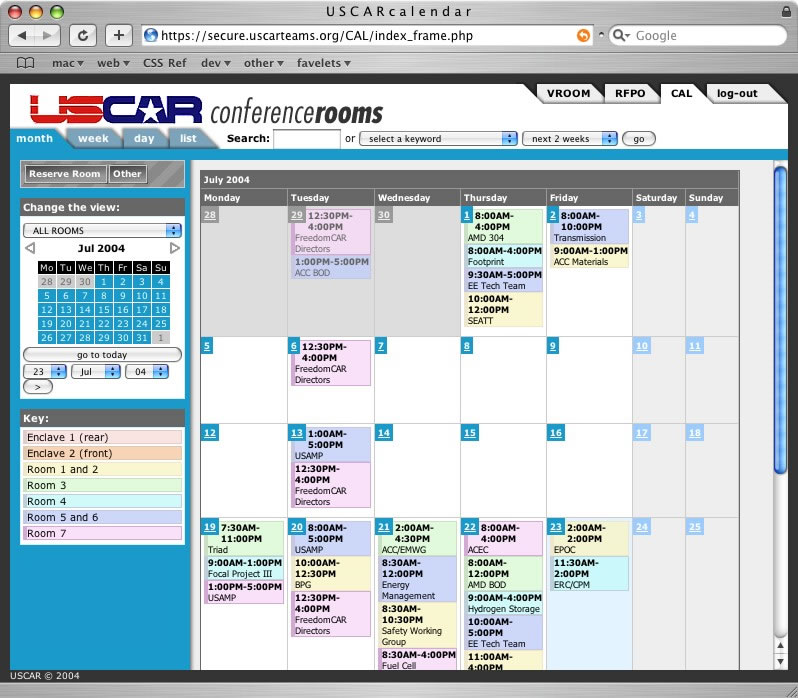 USCARcalendar
https://secure.uscarteams.org/CAL/index_frame.php
Google
mac web CSS Ref dev other favelets
VROOM RFPO CAL log-out
USCAR conferencerooms
month week day list Search: or select a keyword next 2 weeks go
Reserve Room Other
Change the view:
ALL ROOMS
Jul 2004
Mo Tu We Th Fr Sa Su
28 29 30 1 2 3 4
5 6 7 8 9 10 11
12 13 14 15 16 17 18
19 20 21 22 23 24 25
26 27 28 29 30 31 1
go to today
23 Jul 04
>
Key:
Enclave 1 (rear)
Enclave 2 (front)
Room 1 and 2
Room 3
Room 4
Room 5 and 6
Room 7
July 2004
Monday Tuesday Wednesday Thursday Friday Saturday Sunday
28
29 12:30PM-
4:00PM
FreedomCAR
Directors
1:00PM-5:00PM
ACC BOD
30
1 8:00AM-
4:00PM
AMD 304
8:00AM-4:00PM
Footprint
9:30AM-5:00PM
EE Tech Team
10:00AM-
12:00PM
SEATT
2 8:00AM-
10:00PM
Transmission
9:00AM-1:00PM
ACC Materials
3
4
5
6 12:30PM-
4:00PM
FreedomCAR
Directors
7
8
9
10
11
12
13 1:00AM-
5:00PM
USAMP
12:30PM-
4:00PM
FreedomCAR
Directors
14
15
16
17
18
19 7:30AM-
11:00PM
Triad
9:00AM-1:00PM
Focal Project III
1:00PM-5:00PM
USAMP
20 8:00AM-
5:00PM
USAMP
10:00AM-
12:30PM
BPG
12:30PM-
4:00PM
FreedomCAR
Directors
21 2:00AM-
4:30PM
ACC/EMWG
8:30AM-
12:00PM
Energy
Management
8:30AM-
10:30PM
Safety Working
Group
8:30AM-4:00PM
Fuel Cell
22 8:00AM-
4:00PM
ACEC
8:00AM-
12:00PM
AMD BOD
9:00AM-4:00PM
Hydrogen Storage
10:00AM-
5:00PM
EE Tech Team
11:00AM-
4:00PM
23 2:00AM-
2:00PM
EPOC
11:30AM-
2:00PM
ERC/CPM
24
25
USCAR © 2004